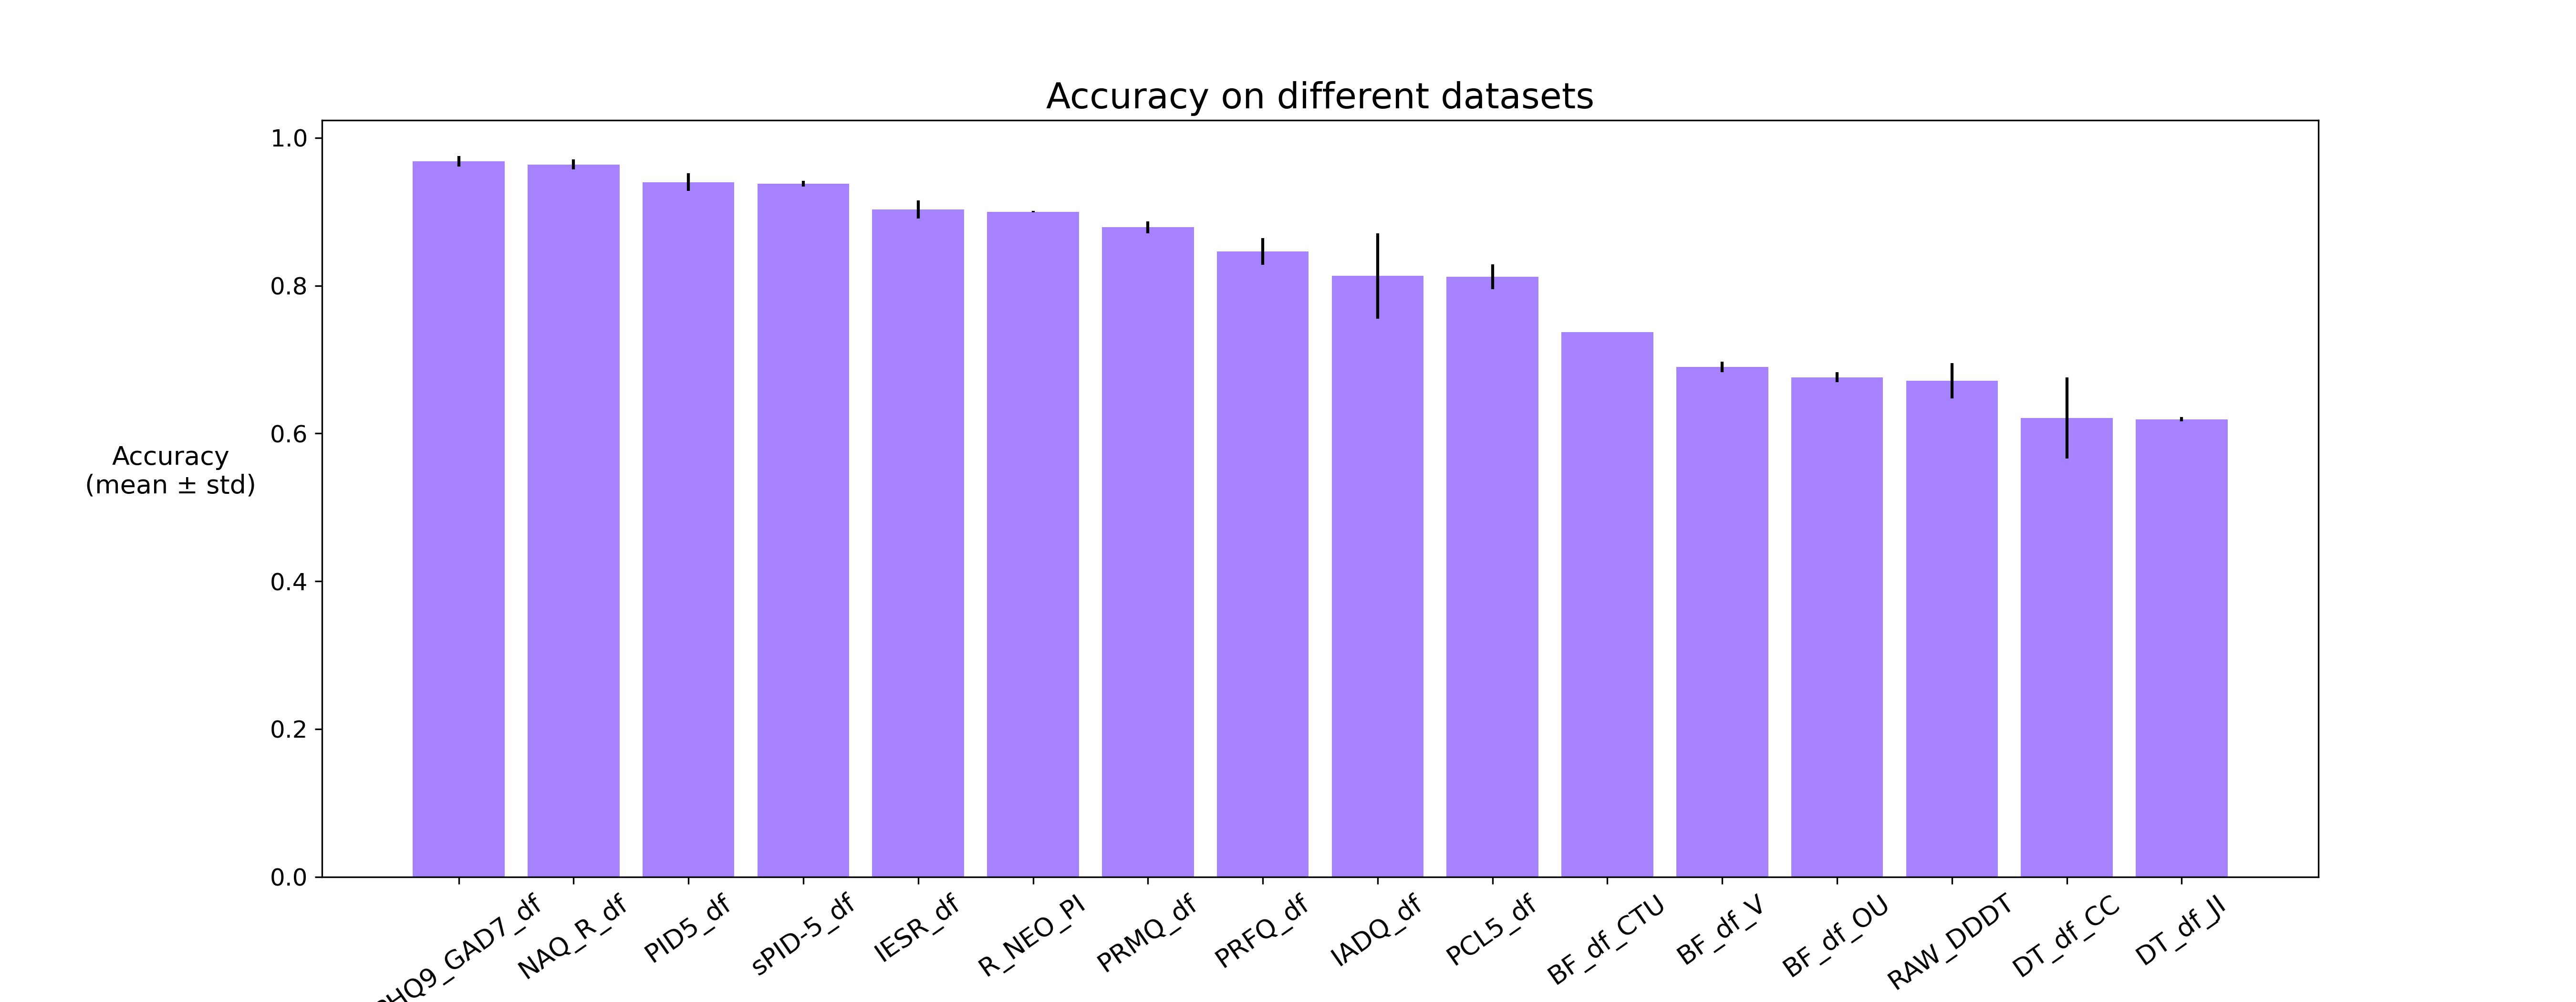 Accuracy on different datasets
1.0
0.8
0.6
0.4
0.2
0.0
Accuracy
(mean ± std)
HQ9_GAD7_df
NAQ_R_df
PID5_df
sPID-5_df
IESR_df
R_NEO_PI
PRMQ_df
PRFQ_df
IADQ_df
PCL5_df
BF_df_CTU
BF_df_V
BF_df_OU
RAW_DDDT
DT_df_CC
DT_df_JI